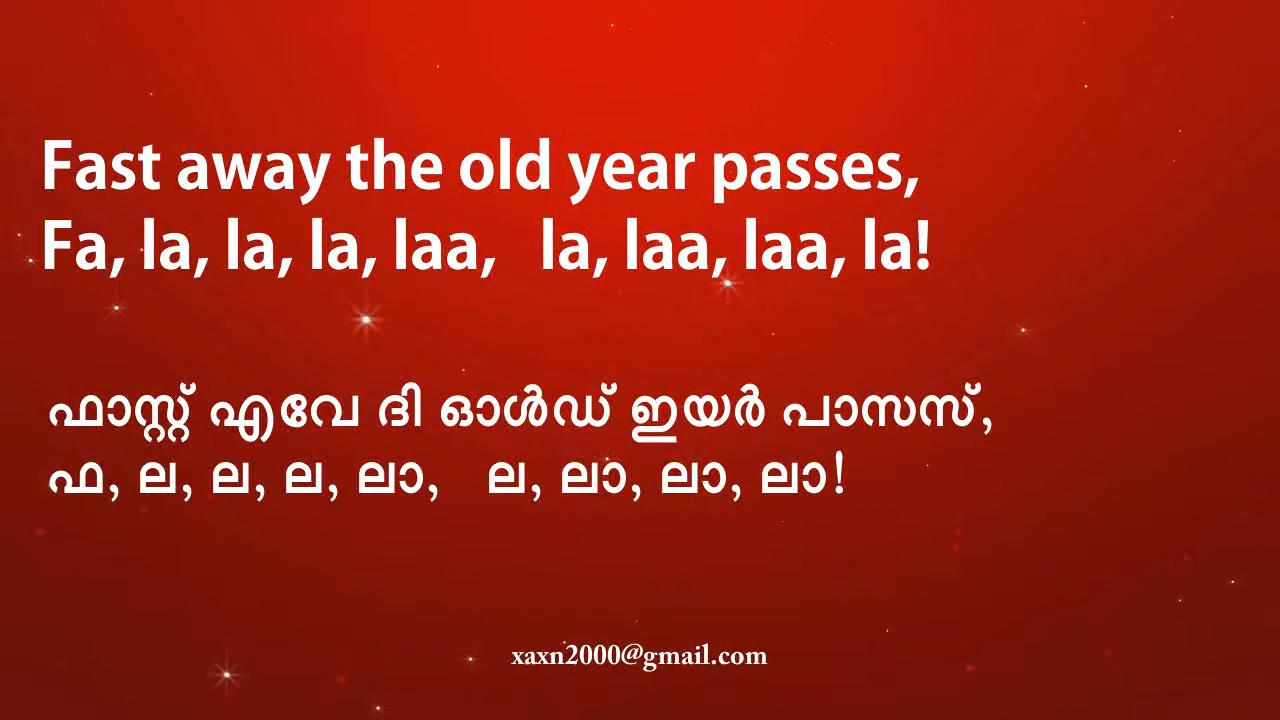 Fast away the old year passes,
Fa, la, la, la, laa, la, laa, laa, la!
ഫാസ്റ്റ് എവേ ദി ഓൾഡ് ഇയർ പാസസ്,
ഫ, ല, ല, ല, ലാ, ല, ലാ, ലാ, ലാ!
xaxn2000@gmail.com